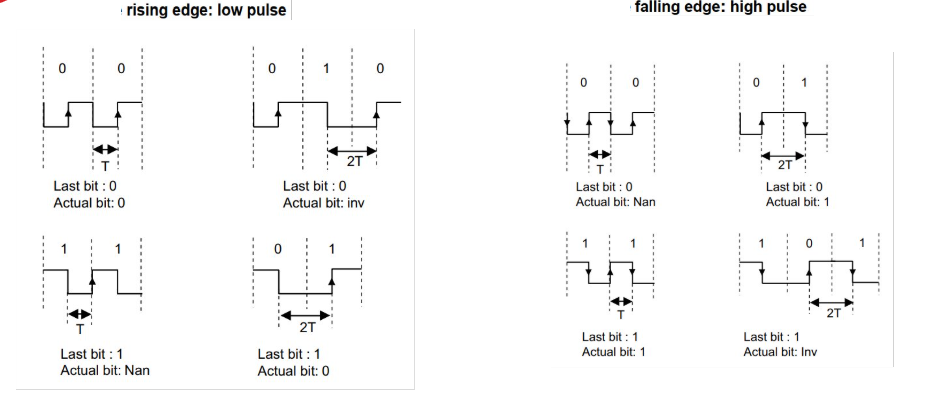 rising edge: low pulse
0 0
T
Last bit : 0
Actual bit: 0
0 1 0
2T
Last bit : 0
Actual bit: inv
1 1
T
Last bit : 1
Actual bit: Nan
0 1
2T
Last bit : 1
Actual bit: 0
falling edge: high pulse
0 0
T
Last bit : 0
Actual bit: Nan
0 1
2T
Last bit : 0
Actual bit: 1
1 1
T
Last bit : 1
Actual bit: 1
1 0 1
2T
Last bit : 1
Actual bit: Inv